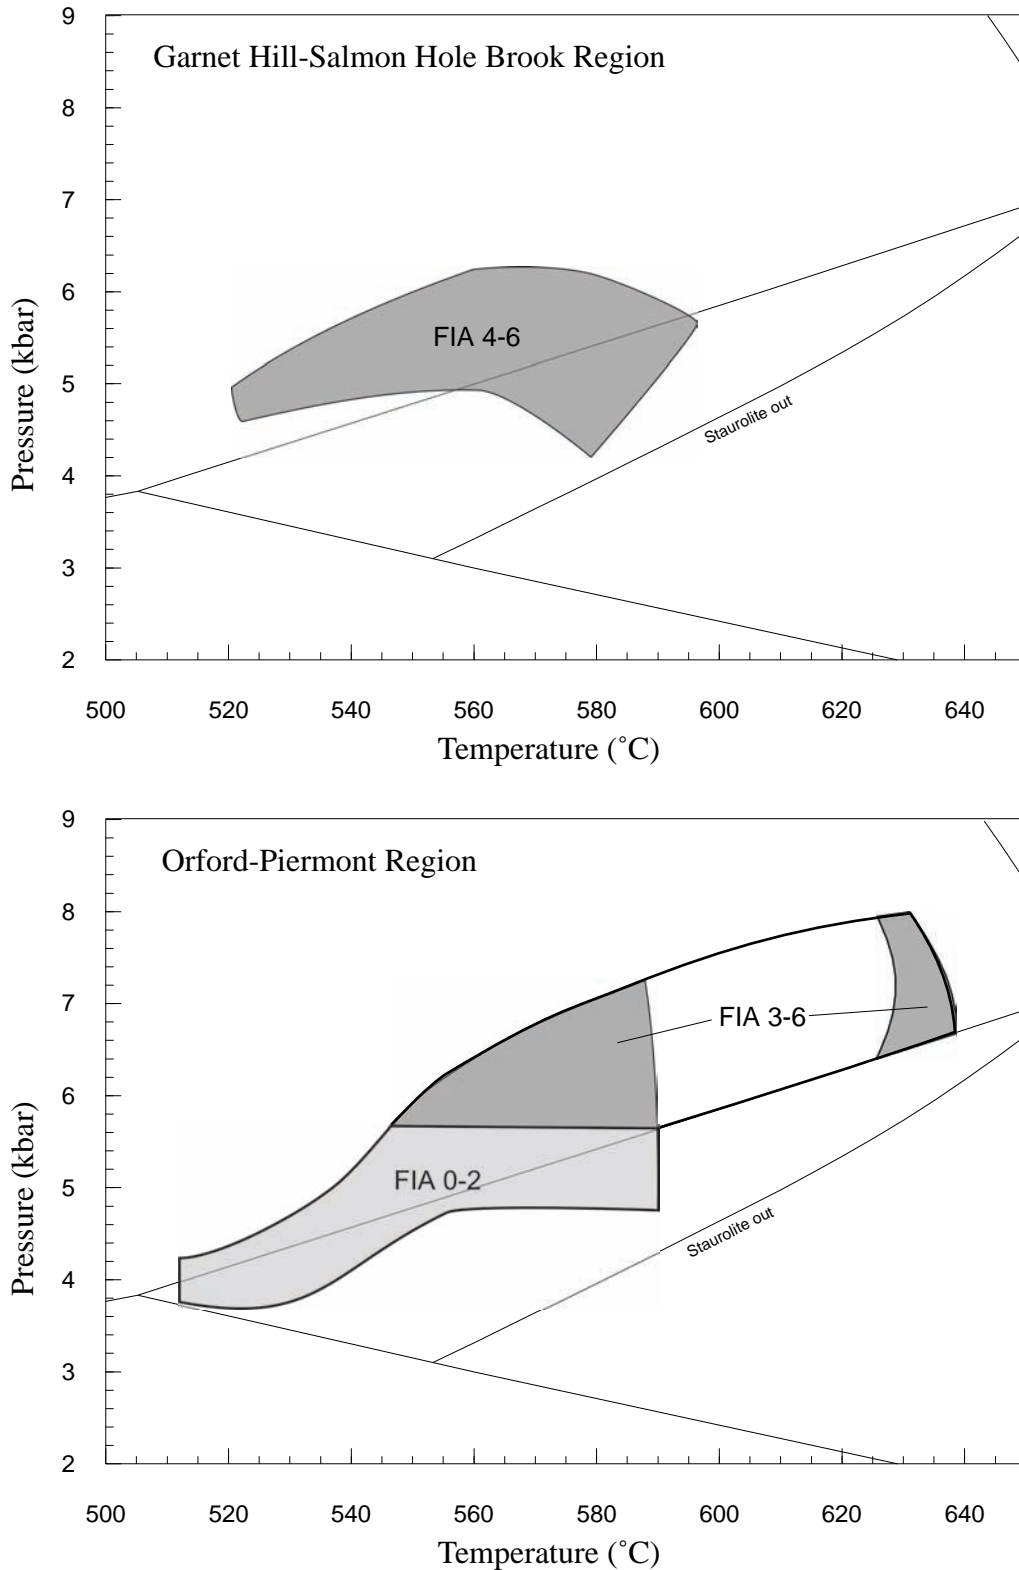 9
Garnet Hill-Salmon Hole Brook Region
8
7
6
FIA 4-6
5
Staurolite out
4
3
2
Pressure (kbar)
500 520 540 560 580 600 620 640
Temperature (˚C)
9
Orford-Piermont Region
8
7
FIA 3-6
6
FIA 0-2
5
Staurolite out
4
3
2
Pressure (kbar)
500 520 540 560 580 600 620 640
Temperature (˚C)